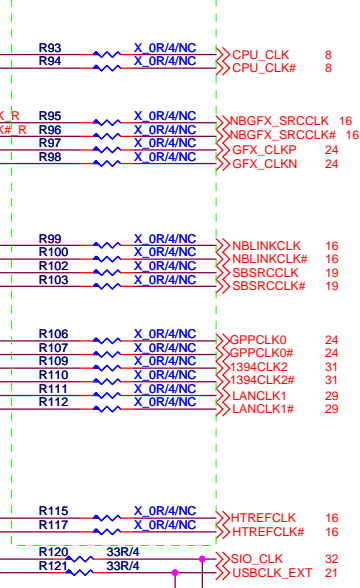 R93 X_0R/4/NC CPU_CLK 8
R94 X_0R/4/NC CPU_CLK# 8
K_R R95 X_0R/4/NC NBGFX_SRCCLK 16
K#_R R96 X_0R/4/NC NBGFX_SRCCLK# 16
R97 X_0R/4/NC GFX_CLKP 24
R98 X_0R/4/NC GFX_CLKN 24
R99 X_0R/4/NC NBLINKCLK 16
R100 X_0R/4/NC NBLINKCLK# 16
R102 X_0R/4/NC SBSRCCLK 19
R103 X_0R/4/NC SBSRCCLK# 19
R106 X_0R/4/NC GPPCLK0 24
R107 X_0R/4/NC GPPCLK0# 24
R109 X_0R/4/NC 1394CLK2 31
R110 X_0R/4/NC 1394CLK2# 31
R111 X_0R/4/NC LANCLK1 29
R112 X_0R/4/NC LANCLK1# 29
R115 X_0R/4/NC HTREFCLK 16
R117 X_0R/4/NC HTREFCLK# 16
R120 33R/4 SIO_CLK 32
R121 33R/4 USBCLK_EXT 21